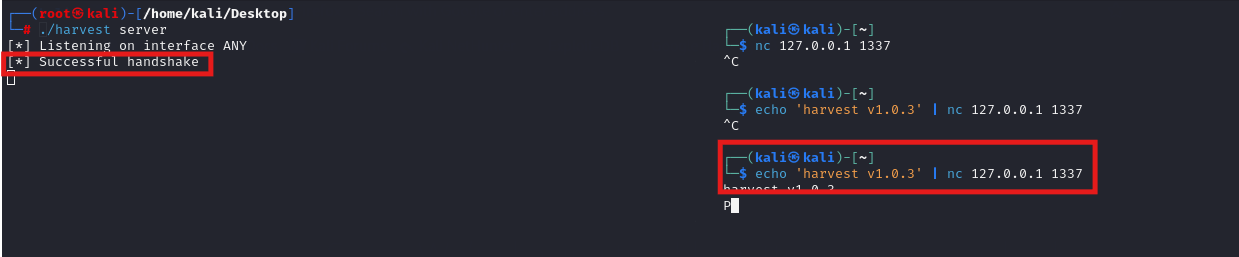 ┌──(root㉿kali)-[/home/kali/Desktop]
└─# ./harvest server
[*] Listening on interface ANY
[*] Successful handshake
┌──(kali㉿kali)-[~]
└─$ nc 127.0.0.1 1337
^C
┌──(kali㉿kali)-[~]
└─$ echo 'harvest v1.0.3' | nc 127.0.0.1 1337
^C
┌──(kali㉿kali)-[~]
└─$ echo 'harvest v1.0.3' | nc 127.0.0.1 1337
harvest v1.0.3
P